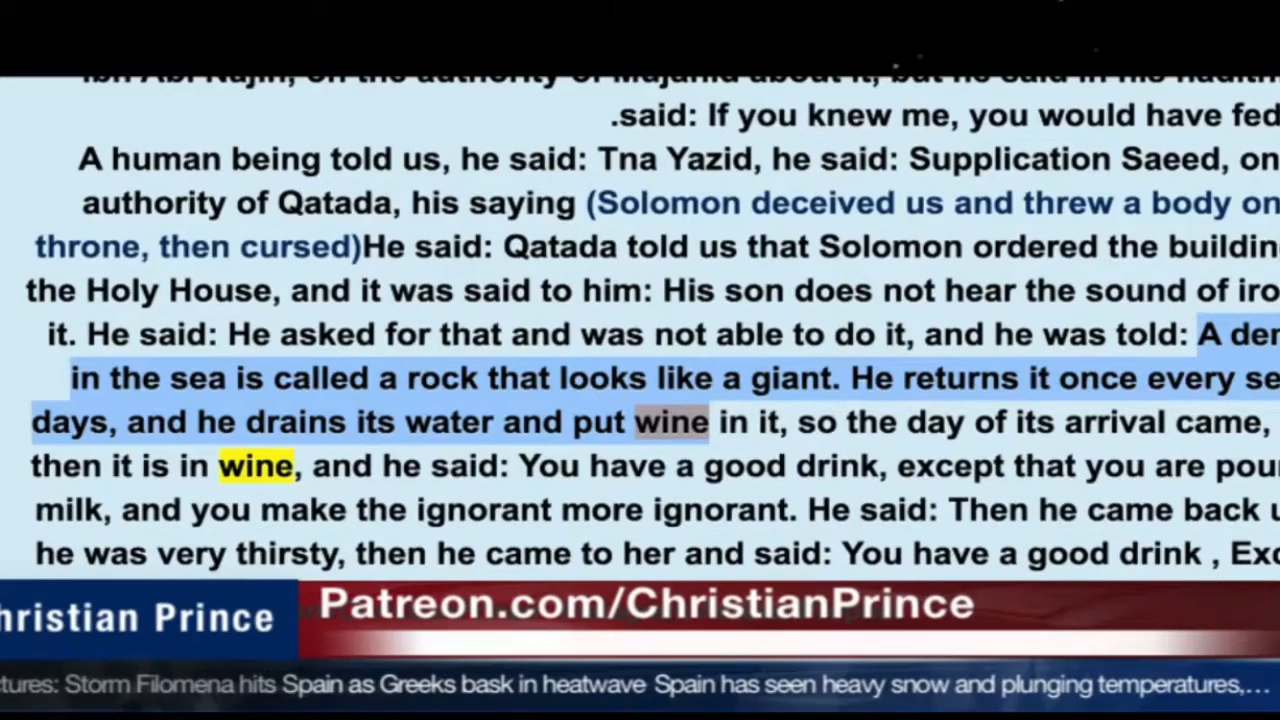 .said: If you knew me, you would have fed
A human being told us, he said: Tna Yazid, he said: Supplication Saeed, on
authority of Qatada, his saying (Solomon deceived us and threw a body on
throne, then cursed)He said: Qatada told us that Solomon ordered the buildin
the Holy House, and it was said to him: His son does not hear the sound of iro
it. He said: He asked for that and was not able to do it, and he was told: A der
in the sea is called a rock that looks like a giant. He returns it once every se
days, and he drains its water and put wine in it, so the day of its arrival came,
then it is in wine, and he said: You have a good drink, except that you are pour
milk, and you make the ignorant more ignorant. He said: Then he came back u
he was very thirsty, then he came to her and said: You have a good drink , Exc
hristian Prince
Patreon.com/ChristianPrince
ctures: Storm Filomena hits Spain as Greeks bask in heatwave Spain has seen heavy snow and plunging temperatures,...